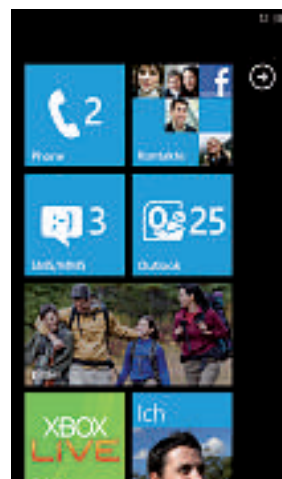 2
Phone
f
Kontakte
:-)
3
SMS/MMS
O
25
Outlook
XBOX
LIVE
Ich